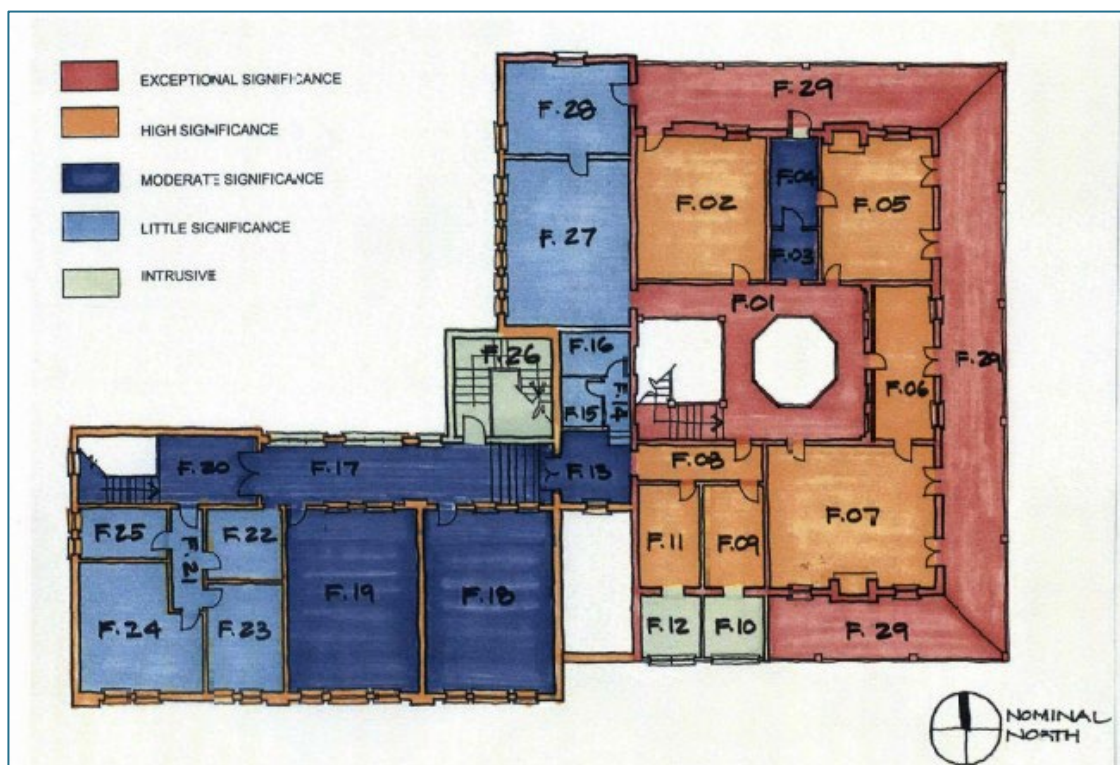 EXCEPTIONAL SIGNIFICANCE
HIGH SIGNIFICANCE
MODERATE SIGNIFICANCE
LITTLE SIGNIFICANCE
INTRUSIVE
F.29
F.28
F.04
F.02
F.05
F.27
F.03
F.01
F.16
F.26
F.29
F.06
F.14
F.15
F.20
F.17
F.13
F.08
F.25
F.22
F.21
F.19
F.18
F.11
F.09
F.07
F.24
F.23
F.12
F.10
F.29
NOMINAL
NORTH